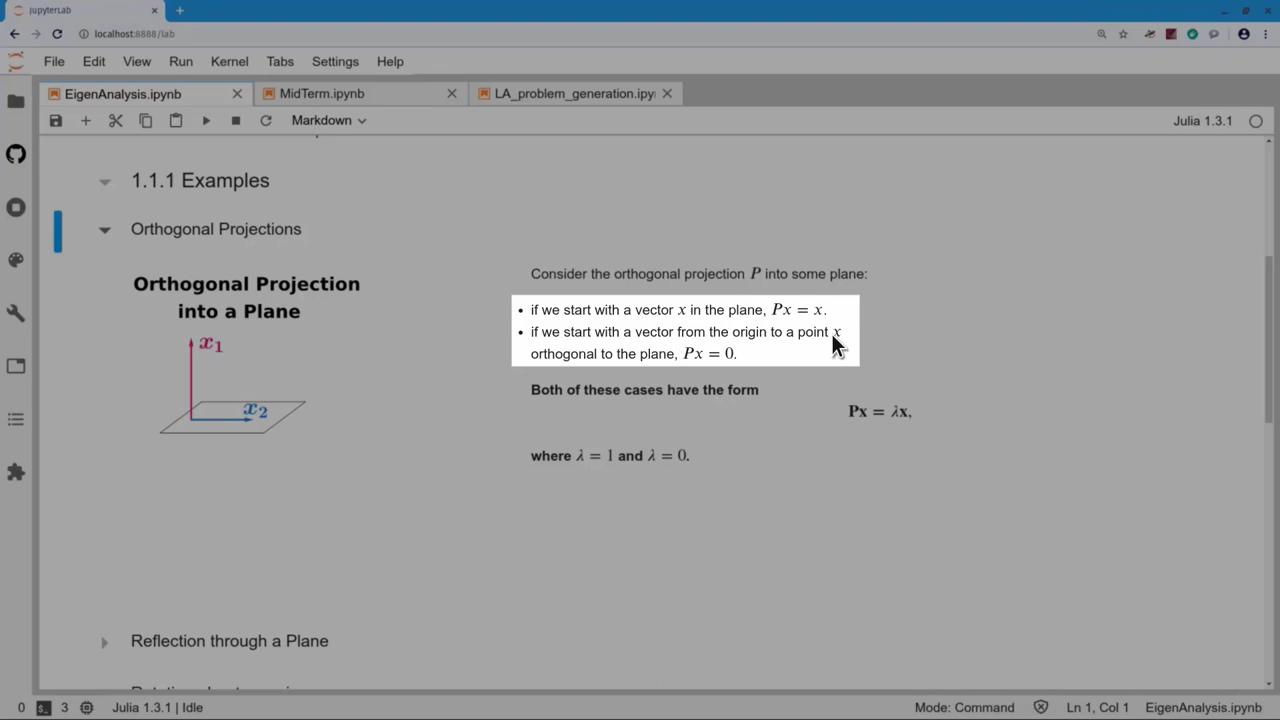 JupyterLab
localhost:8888/lab
File Edit View Run Kernel Tabs Settings Help
EigenAnalysis.ipynb MidTerm.ipynb LA_problem_generation.ipy
Markdown Julia 1.3.1
1.1.1 Examples
Orthogonal Projections
Orthogonal Projection
into a Plane
x₁
x₂
Consider the orthogonal projection P into some plane:
• if we start with a vector x in the plane, Px = x.
• if we start with a vector from the origin to a point x
orthogonal to the plane, Px = 0.
Both of these cases have the form
Px = λx,
where λ = 1 and λ = 0.
Reflection through a Plane
0 3 Julia 1.3.1 | Idle Mode: Command Ln 1, Col 1 EigenAnalysis.ipynb